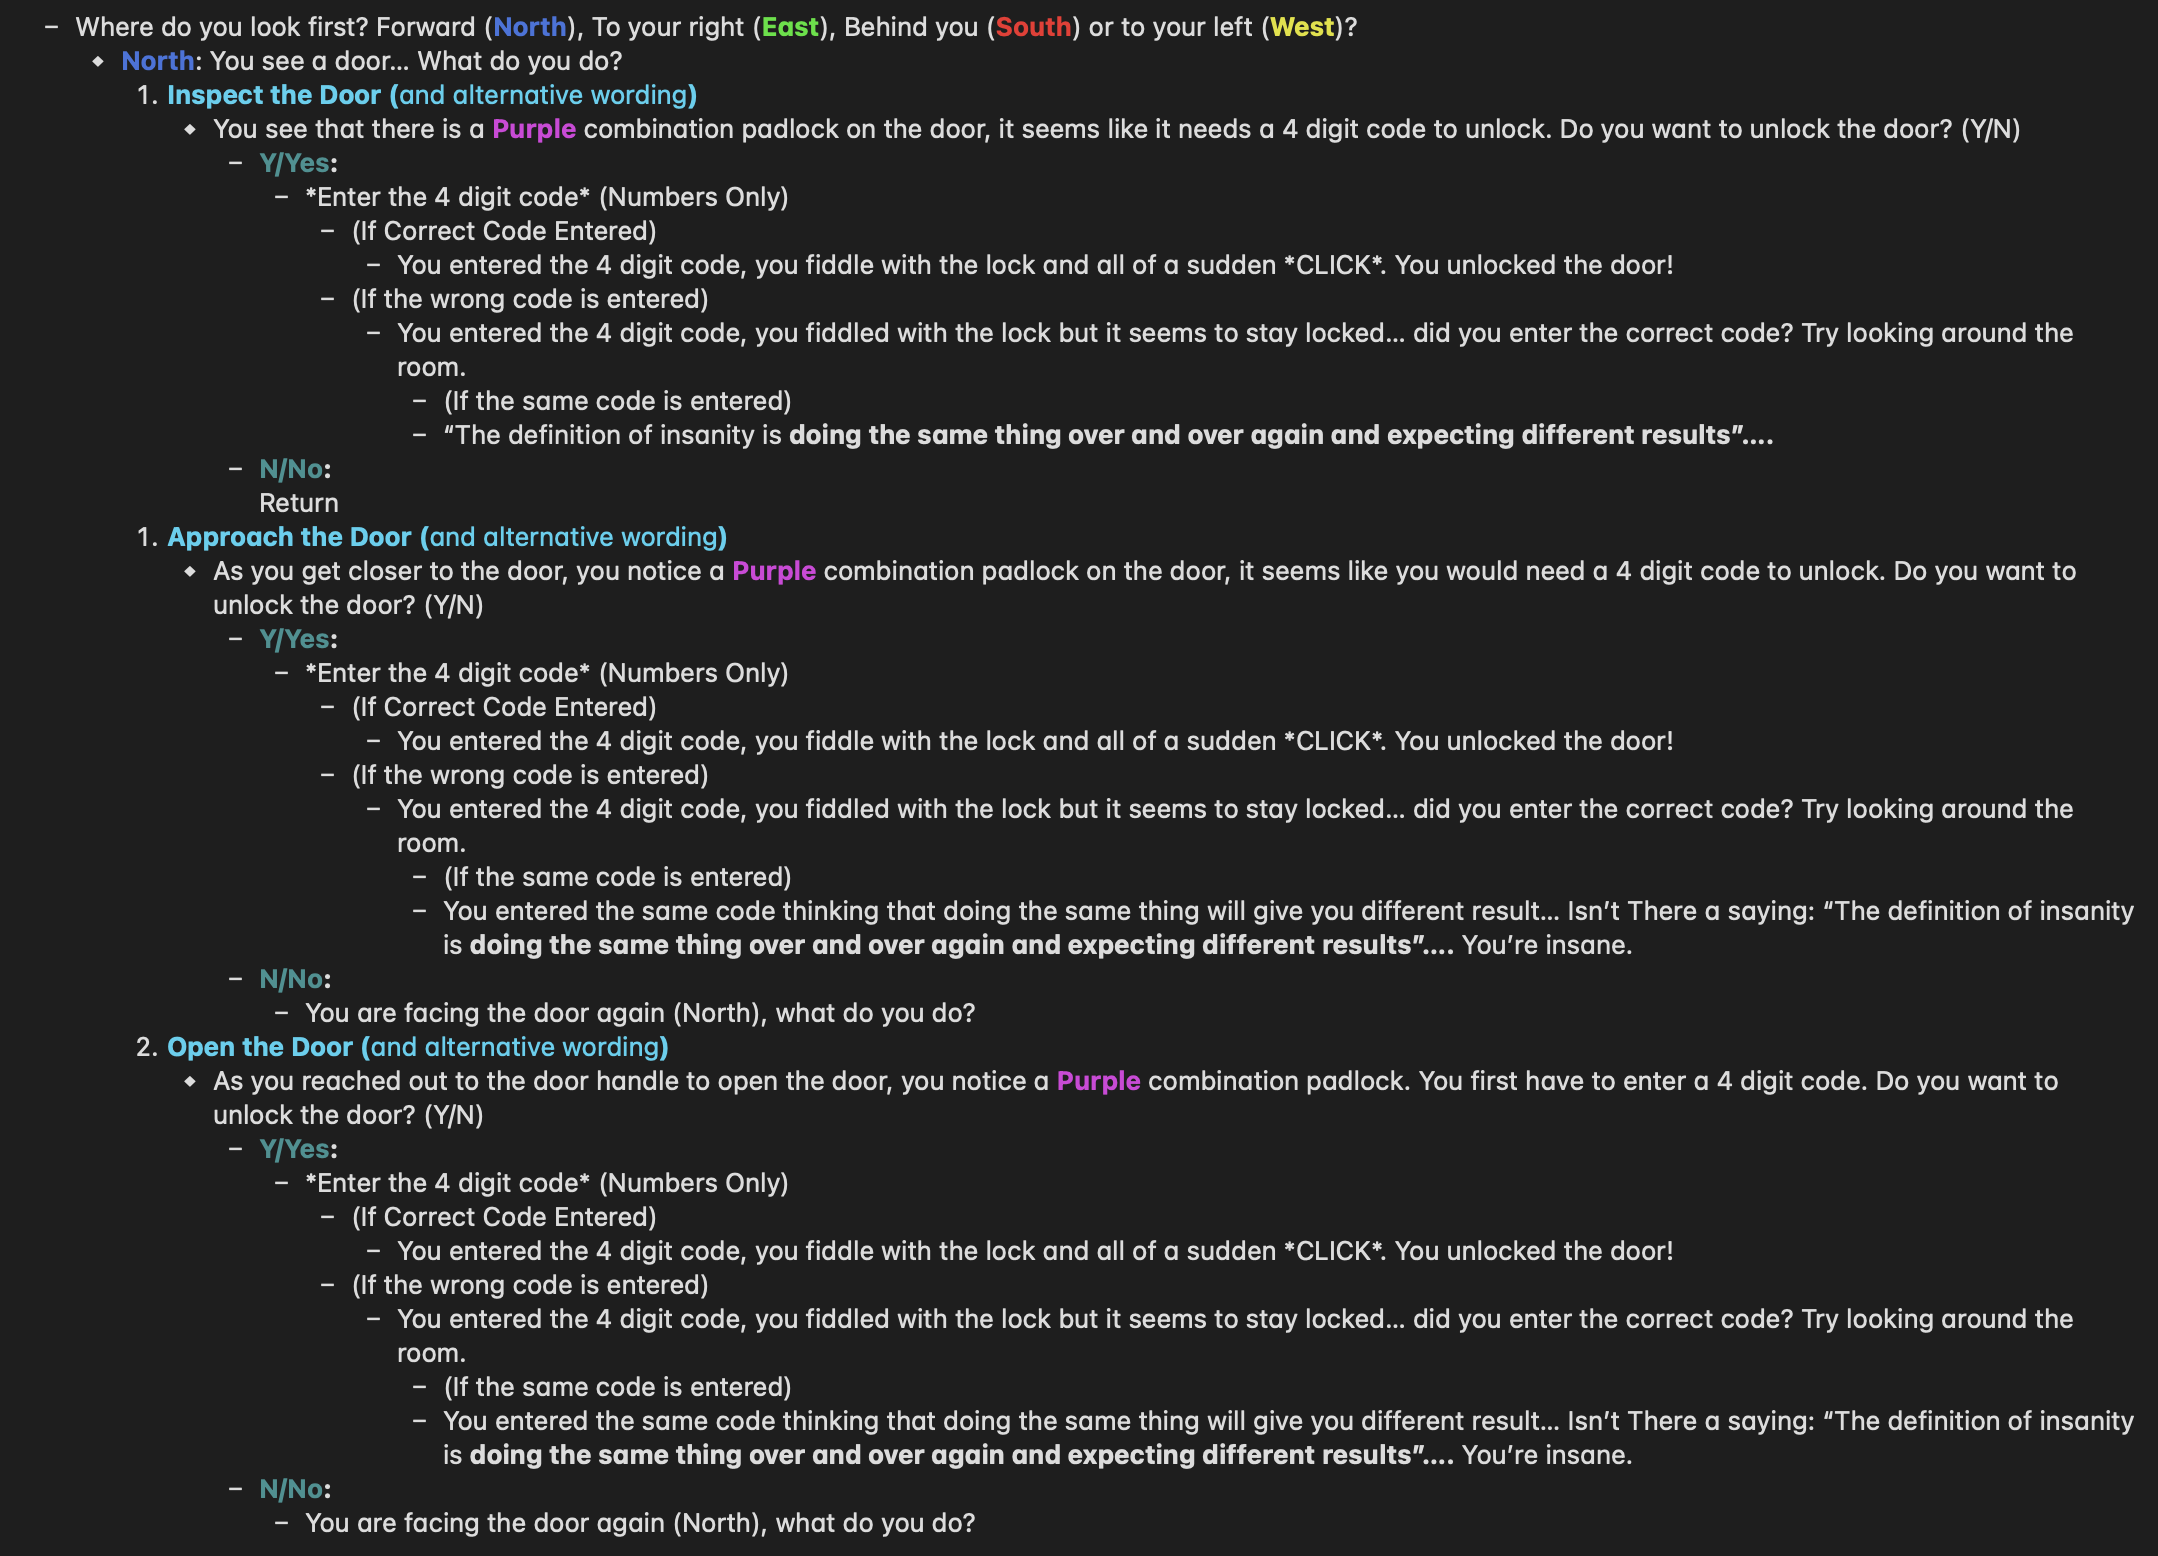 – Where do you look first? Forward (North), To your right (East), Behind you (South) or to your left (West)?
◆ North: You see a door... What do you do?
1. Inspect the Door (and alternative wording)
◆ You see that there is a Purple combination padlock on the door, it seems like it needs a 4 digit code to unlock. Do you want to unlock the door? (Y/N)
– Y/Yes:
– *Enter the 4 digit code* (Numbers Only)
– (If Correct Code Entered)
– You entered the 4 digit code, you fiddle with the lock and all of a sudden *CLICK*. You unlocked the door!
– (If the wrong code is entered)
– You entered the 4 digit code, you fiddled with the lock but it seems to stay locked... did you enter the correct code? Try looking around the
room.
– (If the same code is entered)
– “The definition of insanity is doing the same thing over and over again and expecting different results”....
– N/No:
Return
1. Approach the Door (and alternative wording)
◆ As you get closer to the door, you notice a Purple combination padlock on the door, it seems like you would need a 4 digit code to unlock. Do you want to
unlock the door? (Y/N)
– Y/Yes:
– *Enter the 4 digit code* (Numbers Only)
– (If Correct Code Entered)
– You entered the 4 digit code, you fiddle with the lock and all of a sudden *CLICK*. You unlocked the door!
– (If the wrong code is entered)
– You entered the 4 digit code, you fiddled with the lock but it seems to stay locked... did you enter the correct code? Try looking around the
room.
– (If the same code is entered)
– You entered the same code thinking that doing the same thing will give you different result... Isn’t There a saying: “The definition of insanity
is doing the same thing over and over again and expecting different results”.... You’re insane.
– N/No:
– You are facing the door again (North), what do you do?
2. Open the Door (and alternative wording)
◆ As you reached out to the door handle to open the door, you notice a Purple combination padlock. You first have to enter a 4 digit code. Do you want to
unlock the door? (Y/N)
– Y/Yes:
– *Enter the 4 digit code* (Numbers Only)
– (If Correct Code Entered)
– You entered the 4 digit code, you fiddle with the lock and all of a sudden *CLICK*. You unlocked the door!
– (If the wrong code is entered)
– You entered the 4 digit code, you fiddled with the lock but it seems to stay locked... did you enter the correct code? Try looking around the
room.
– (If the same code is entered)
– You entered the same code thinking that doing the same thing will give you different result... Isn’t There a saying: “The definition of insanity
is doing the same thing over and over again and expecting different results”.... You’re insane.
– N/No:
– You are facing the door again (North), what do you do?